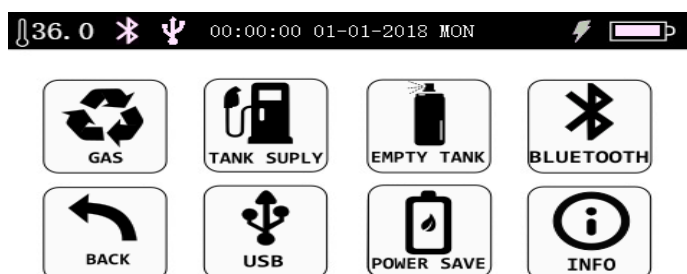 36.0 00:00:00 01-01-2018 MON
GAS TANK SUPLY EMPTY TANK BLUETOOTH
BACK USB POWER SAVE INFO